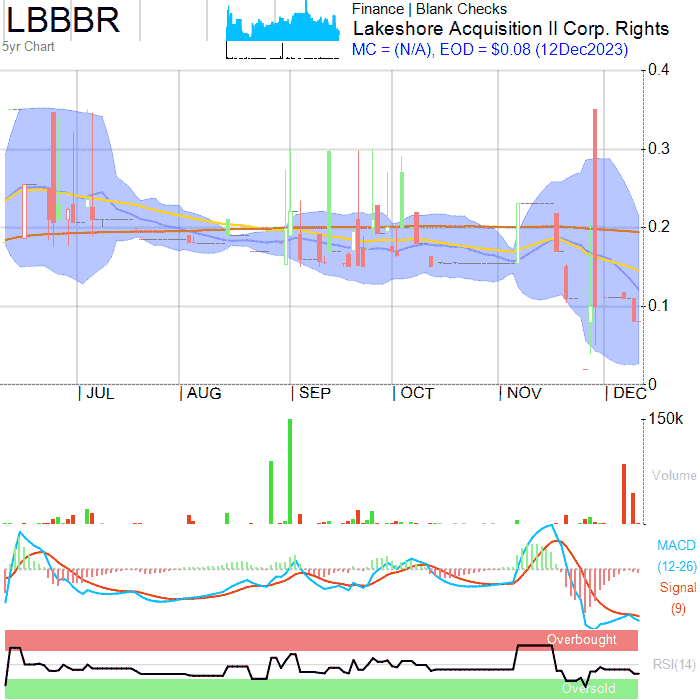 LBBBR
5yr Chart
Finance | Blank Checks
Lakeshore Acquisition II Corp. Rights
MC = (N/A), EOD = $0.08 (12Dec2023)
0.4
0.3
0.2
0.1
0
| JUL | AUG | SEP | OCT | NOV | DEC
150k
Volume
MACD
(12-26)
Signal
(9)
Overbought
RSI(14)
Oversold